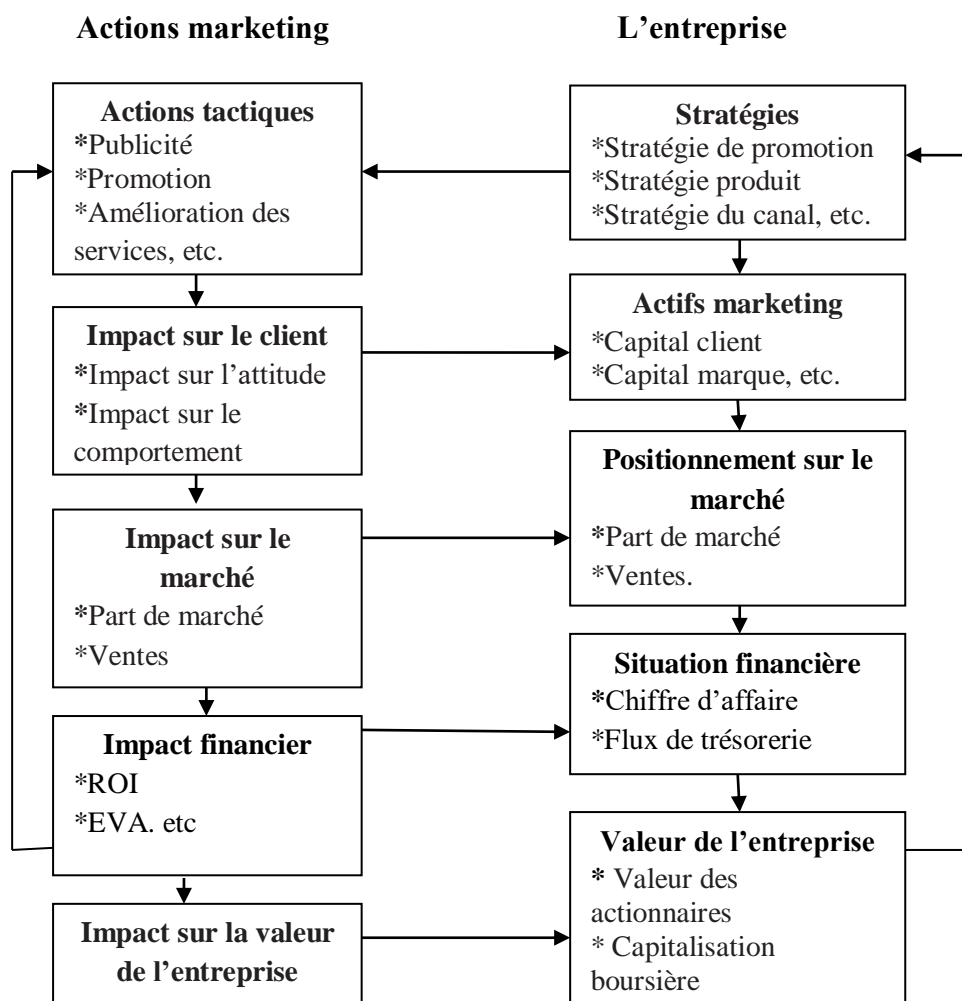 Actions marketing
L'entreprise
Actions tactiques
*Publicité
*Promotion
*Amélioration des
services, etc.
Stratégies
*Stratégie de promotion
*Stratégie produit
*Stratégie du canal, etc.
Impact sur le client
*Impact sur l'attitude
*Impact sur le
comportement
Actifs marketing
*Capital client
*Capital marque, etc.
Impact sur le
marché
*Part de marché
*Ventes
Positionnement sur le
marché
*Part de marché
*Ventes.
Impact financier
*ROI
*EVA. etc
Situation financière
*Chiffre d'affaire
*Flux de trésorerie
Impact sur la valeur
de l'entreprise
Valeur de l'entreprise
* Valeur des
actionnaires
* Capitalisation
boursière